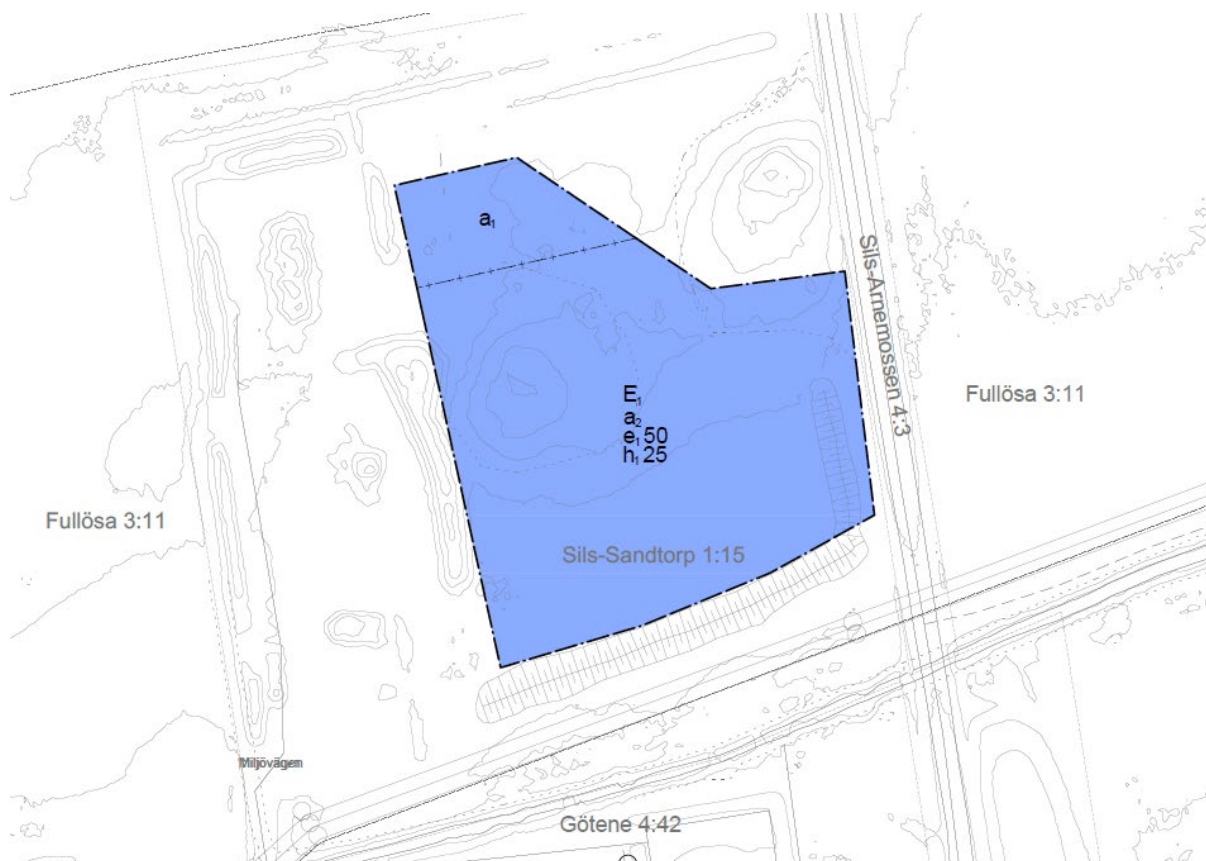 a₁
Sils-Arnemossen 4:3
E₁
a₂
e₁ 50
h₁ 25
Fullösa 3:11
Fullösa 3:11
Sils-Sandtorp 1:15
Miljövägen
Götene 4:42